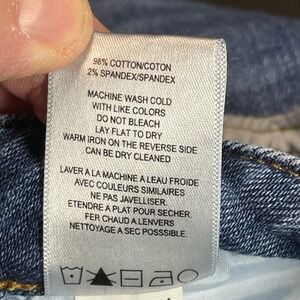 98% COTTON/COTON
2% SPANDEX/SPANDEX
MACHINE WASH COLD
WITH LIKE COLORS
DO NOT BLEACH
LAY FLAT TO DRY
WARM IRON ON THE REVERSE SIDE
CAN BE DRY CLEANED
LAVER A LA MACHINE A LEAU FROIDE
AVEC COULEURS SIMILAIRES
NE PAS JAVELLISER.
ETENDRE A PLAT POUR SECHER.
FER CHAUD A LENVERS
NETTOYAGE A SEC POSSSIBLE.